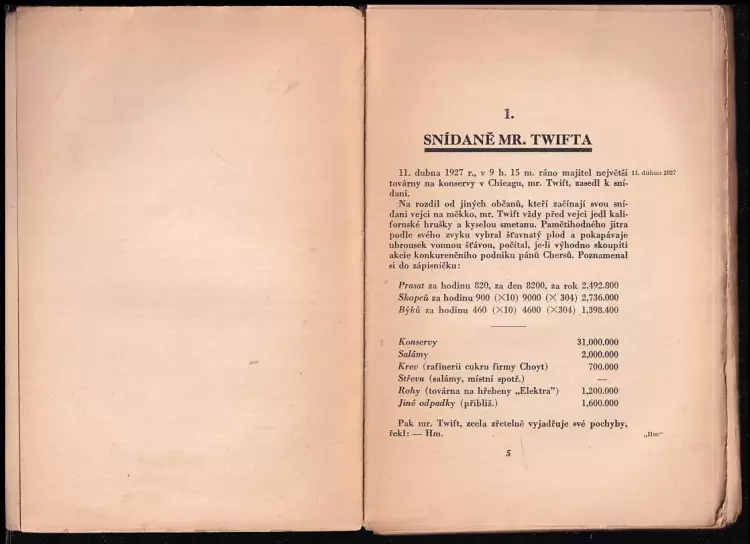 1.
SNÍDANĚ MR. TWIFTA
11. dubna 1927 r., v 9 h. 15 m. ráno majitel největší
11. dubna 1927
továrny na konservy v Chicagu, mr. Twift, zasedl k sní-
dani.
Na rozdíl od jiných občanů, kteří začínají svou sní-
dani vejci na měkko, mr. Twift vždy před vejci jedl kali-
fornské hrušky a kyselou smetanu. Pamětihodného jitra
podle svého zvyku vybral šťavnatý plod a pokapávaje
ubrousek vonnou šťávou, počítal, je-li výhodno skoupiti
akcie konkurenčního podniku pánů Chersů. Poznamenal
si do zápisníčku:
Prasat za hodinu 820, za den 8200, za rok 2,492.800
Skopců za hodinu 900 (×10) 9000 (× 304) 2,736.000
Býků za hodinu 460 (×10) 4600 (×304) 1,398.400
Konservy 31,000.000
Salámy 2,000.000
Krev (rafinerii cukru firmy Choyt) 700.000
Střeva (salámy, místní spotř.) —
Rohy (továrna na hřebeny „Elektra") 1,200.000
Jiné odpadky (přibliž.) 1,600.000
Pak mr. Twift, zcela zřetelně vyjadřuje své pochyby,
řekl: — Hm.
„Hm"
5